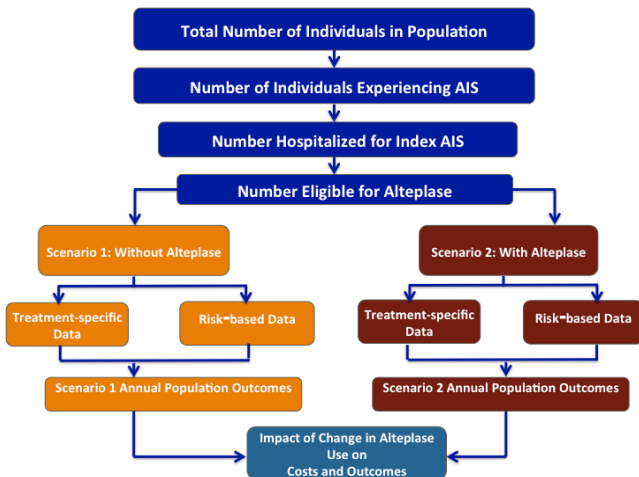 Total Number of Individuals in Population
Number of Individuals Experiencing AIS
Number Hospitalized for Index AIS
Number Eligible for Alteplase
Scenario 1: Without Alteplase
Scenario 2: With Alteplase
Treatment-specific
Data
Risk-based Data
Treatment-specific
Data
Risk-based Data
Scenario 1 Annual Population Outcomes
Scenario 2 Annual Population Outcomes
Impact of Change in Alteplase
Use on
Costs and Outcomes